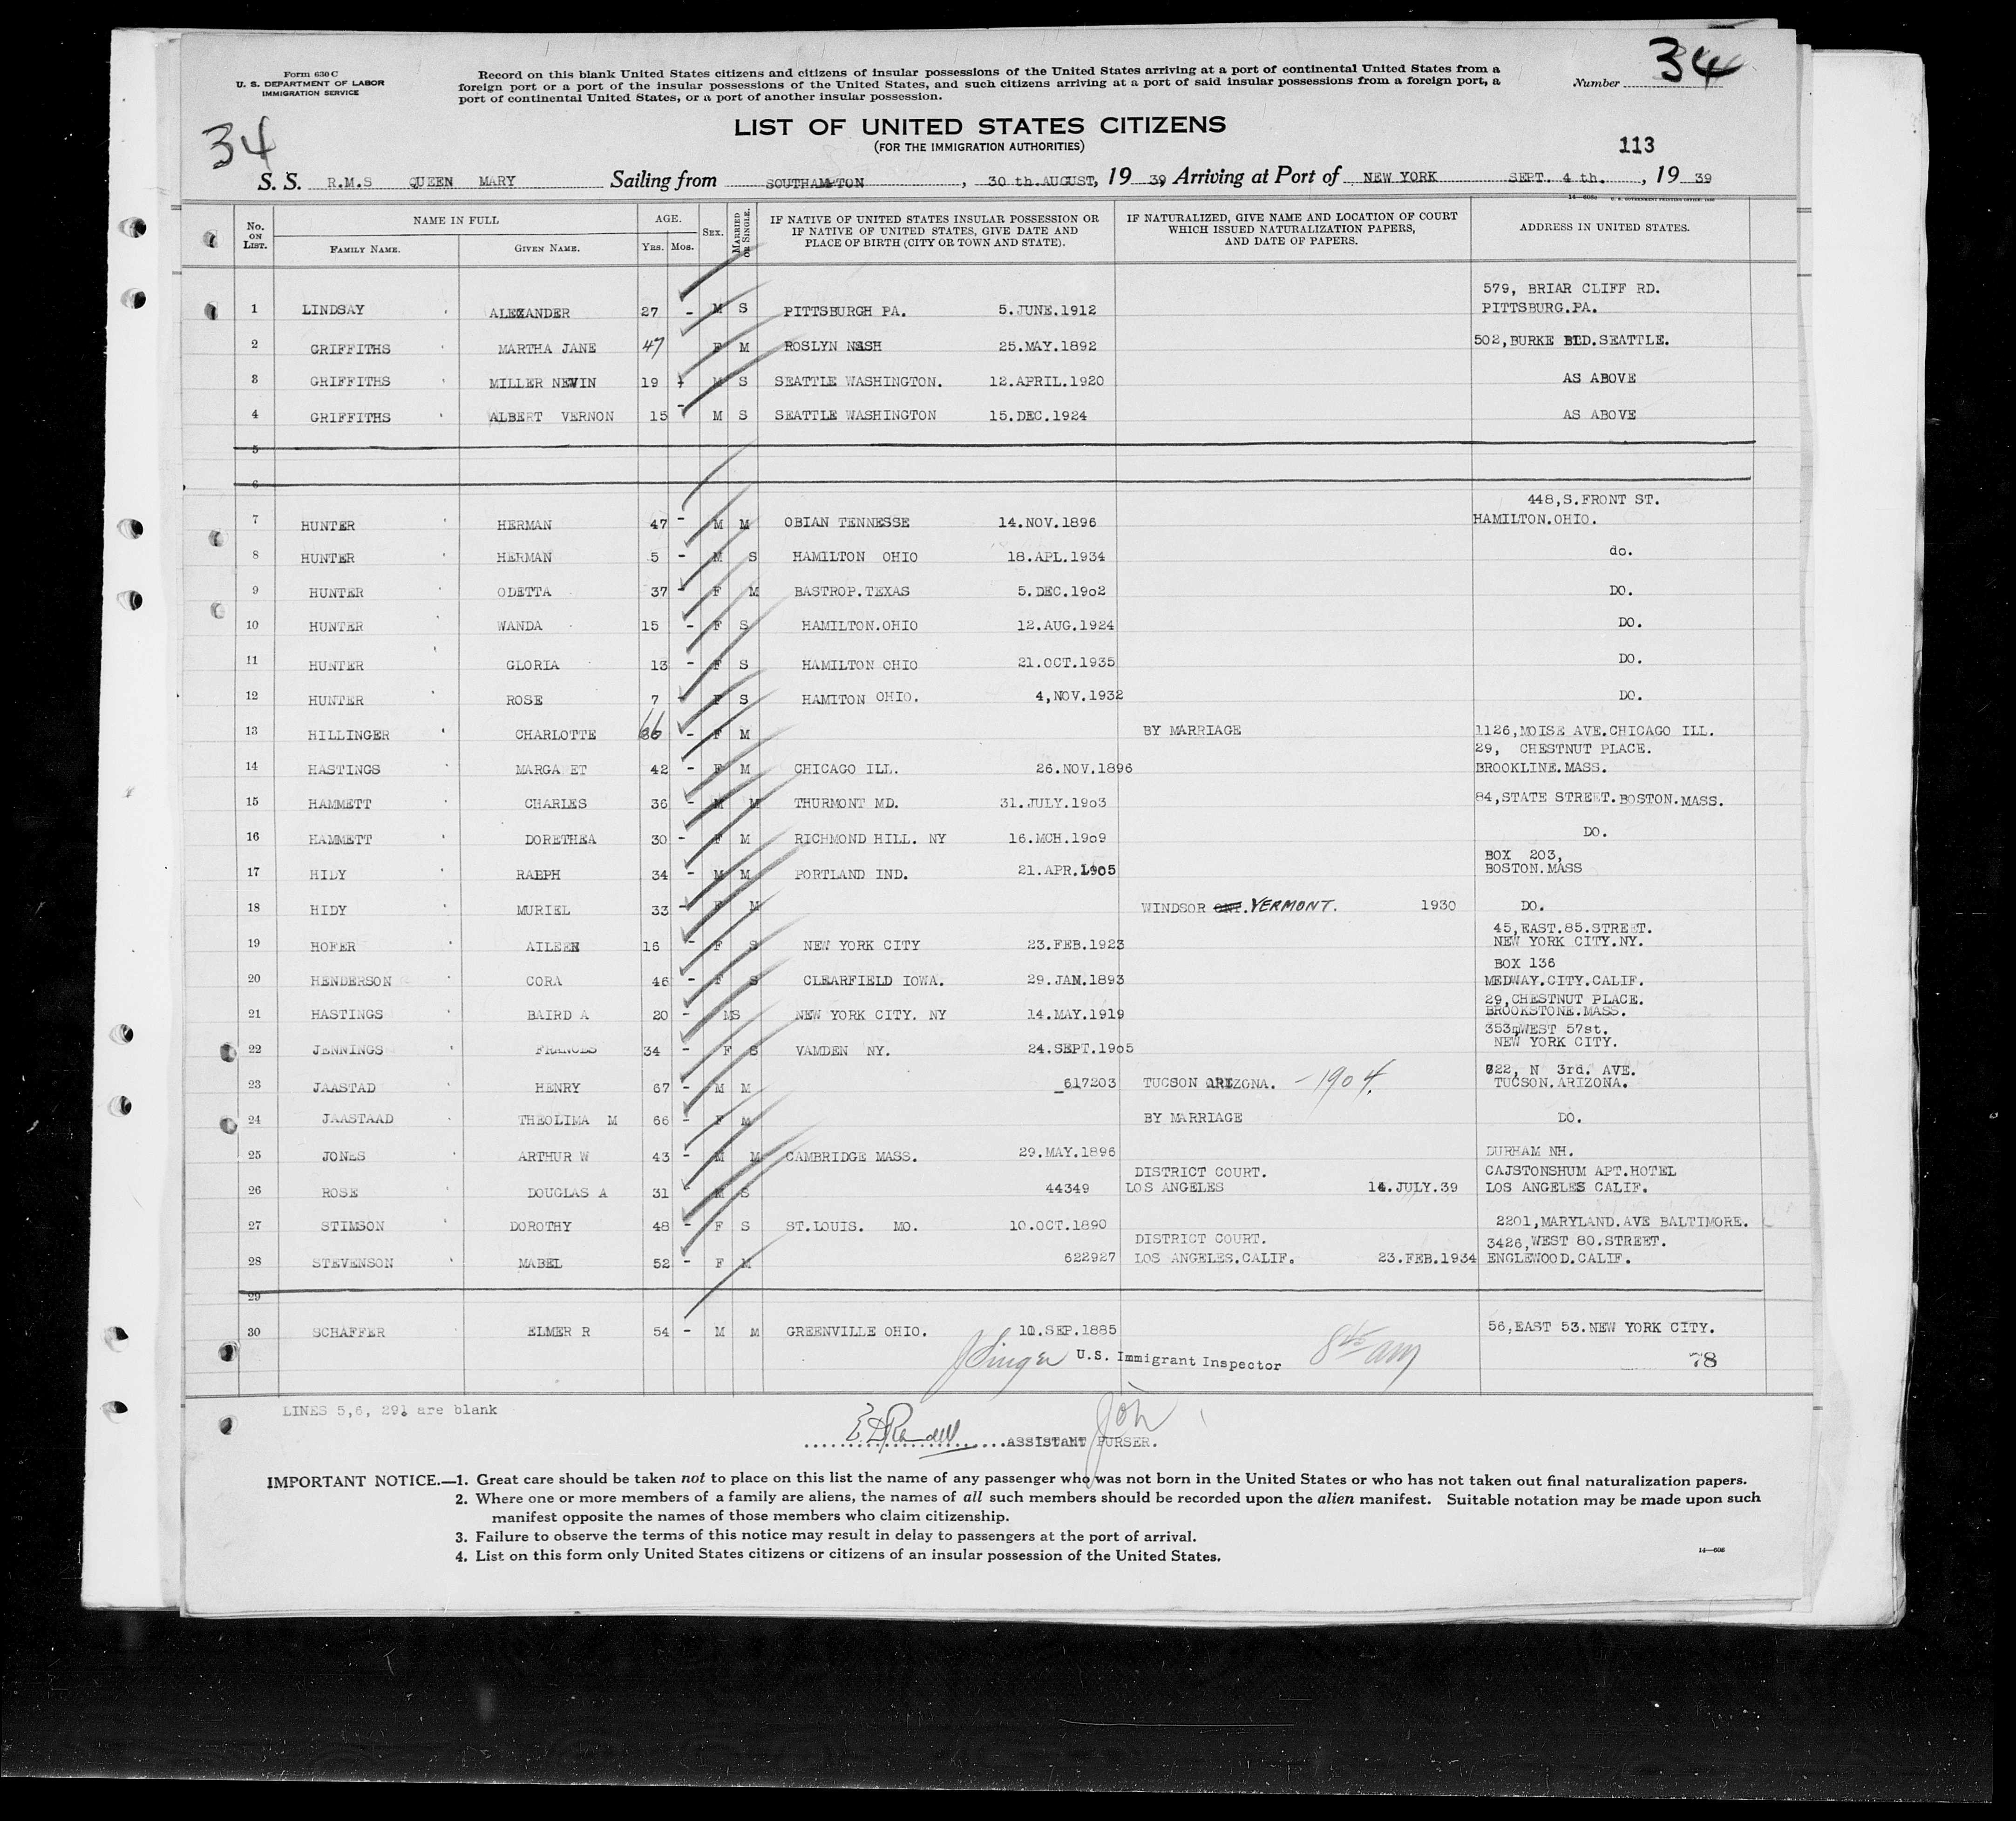 Form 630 C
U. S. DEPARTMENT OF LABOR
IMMIGRATION SERVICE
Record on this blank United States citizens and citizens of insular possessions of the United States arriving at a port of continental United States from a
foreign port or a port of the insular possessions of the United States, and such citizens arriving at a port of said insular possessions from a foreign port, a
port of continental United States, or a port of another insular possession.
Number 34
34
LIST OF UNITED STATES CITIZENS
(FOR THE IMMIGRATION AUTHORITIES)
113
S. S. R.M.S QUEEN MARY Sailing from SOUTHAMPTON, 30 th.AUGUST, 19 39, Arriving at Port of NEW YORK SEPT. 4 th., 19 39
No. ON LIST. NAME IN FULL FAMILY NAME. GIVEN NAME. AGE. Yrs. Mos. SEX. MARRIED OR SINGLE. IF NATIVE OF UNITED STATES INSULAR POSSESSION OR IF NATIVE OF UNITED STATES, GIVE DATE AND PLACE OF BIRTH (CITY OR TOWN AND STATE). IF NATURALIZED, GIVE NAME AND LOCATION OF COURT WHICH ISSUED NATURALIZATION PAPERS, AND DATE OF PAPERS. ADDRESS IN UNITED STATES.
579, BRIAR CLIFF RD.
1 LINDSAY ALEXANDER 27 - M S PITTSBURGH PA. 5.JUNE.1912 PITTSBURG.PA.
2 GRIFFITHS MARTHA JANE 47 F M ROSLYN 25.MAY.1892 502,BURKE BLD.SEATTLE.
3 GRIFFITHS MILLER NEVIN 19 M S SEATTLE WASHINGTON. 12.APRIL.1920 AS ABOVE
4 GRIFFITHS ALBERT VERNON 15 - M S SEATTLE WASHINGTON 15.DEC.1924 AS ABOVE
5
6
448,S.FRONT ST.
7 HUNTER HERMAN 47 - M M OBIAN TENNESSE 14.NOV.1896 HAMILTON.OHIO.
8 HUNTER HERMAN 5 - M S HAMILTON OHIO 18.APL.1934 do.
9 HUNTER ODETTA 37 - F M BASTROP.TEXAS 5.DEC.19o2 DO.
10 HUNTER WANDA 15 - F S HAMILTON.OHIO 12.AUG.1924 DO.
11 HUNTER GLORIA 13 - F S HAMILTON OHIO 21.OCT.1935 DO.
12 HUNTER ROSE 7 - F S HAMITON OHIO. 4,NOV.1932 DO.
13 HILLINGER CHARLOTTE 66 - F M BY MARRIAGE 1126,MOISE AVE.CHICAGO ILL.
29, CHESTNUT PLACE.
14 HASTINGS MARGA ET 42 - F M CHICAGO ILL. 26.NOV.1896 BROOKLINE.MASS.
15 HAMMETT CHARLES 36 - M M THURMONT MD. 31.JULY.19o3 84,STATE STREET.BOSTON.MASS.
16 HAMMETT DORETHEA 30 - F M RICHMOND HILL. NY 16.MCH.19o9 DO.
BOX 203,
17 HIDY RALPH 34 - M M PORTLAND IND. 21.APR.19o5 BOSTON.MASS
18 HIDY MURIEL 33 - F M WINDSOR ONT. VERMONT. 1930 DO.
45,EAST.85.STREET.
19 HOFER AILEEN 16 - F S NEW YORK CITY 23.FEB.1923 NEW YORK CITY.NY.
BOX 136
20 HENDERSON CORA 46 - F S CLEARFIELD IOWA. 29.JAN.1893 MEDWAY.CITY.CALIF.
29,CHESTNUT PLACE.
21 HASTINGS BAIRD A 20 - M S NEW YORK CITY. NY 14.MAY.1919 BROOKSTONE.MASS.
353 WEST 57st.
22 JENNINGS FRANCES 34 - F S VAMDEN NY. 24.SEPT.19o5 NEW YORK CITY.
22, N 3rd. AVE.
23 JAASTAD HENRY 67 - M M 617203 TUCSON ARIZONA. - 1904. TUCSON.ARIZONA.
24 JAASTAAD THEOLIMA M 66 - F M BY MARRIAGE DO.
25 JONES ARTHUR W 43 - M M CAMBRIDGE MASS. 29.MAY.1896 DURHAM NH.
DISTRICT COURT. CAJSTONSHUM APT.HOTEL
26 ROSE DOUGLAS A 31 - M S 44349 LOS ANGELES 14.JULY.39 LOS ANGELES CALIF.
27 STIMSON DOROTHY 48 - F S ST.LOUIS. MO. 10.OCT.1890 2201,MARYLAND.AVE BALTIMORE.
DISTRICT COURT. 3426,WEST 80.STREET.
28 STEVENSON MABEL 52 - F M 622927 LOS ANGELES.CALIF. 23.FEB.1934 ENGLEWOOD.CALIF.
29
30 SCHAFFER ELMER R 54 - M M GREENVILLE OHIO. .SEP.1885 56,EAST 53.NEW YORK CITY.
J Singer U.S. Immigrant Inspector 78
LINES 5,6, 29. are blank
ASSISTANT PURSER.
IMPORTANT NOTICE.—1. Great care should be taken not to place on this list the name of any passenger who was not born in the United States or who has not taken out final naturalization papers.
2. Where one or more members of a family are aliens, the names of all such members should be recorded upon the alien manifest. Suitable notation may be made upon such
manifest opposite the names of those members who claim citizenship.
3. Failure to observe the terms of this notice may result in delay to passengers at the port of arrival.
4. List on this form only United States citizens or citizens of an insular possession of the United States.
14—606